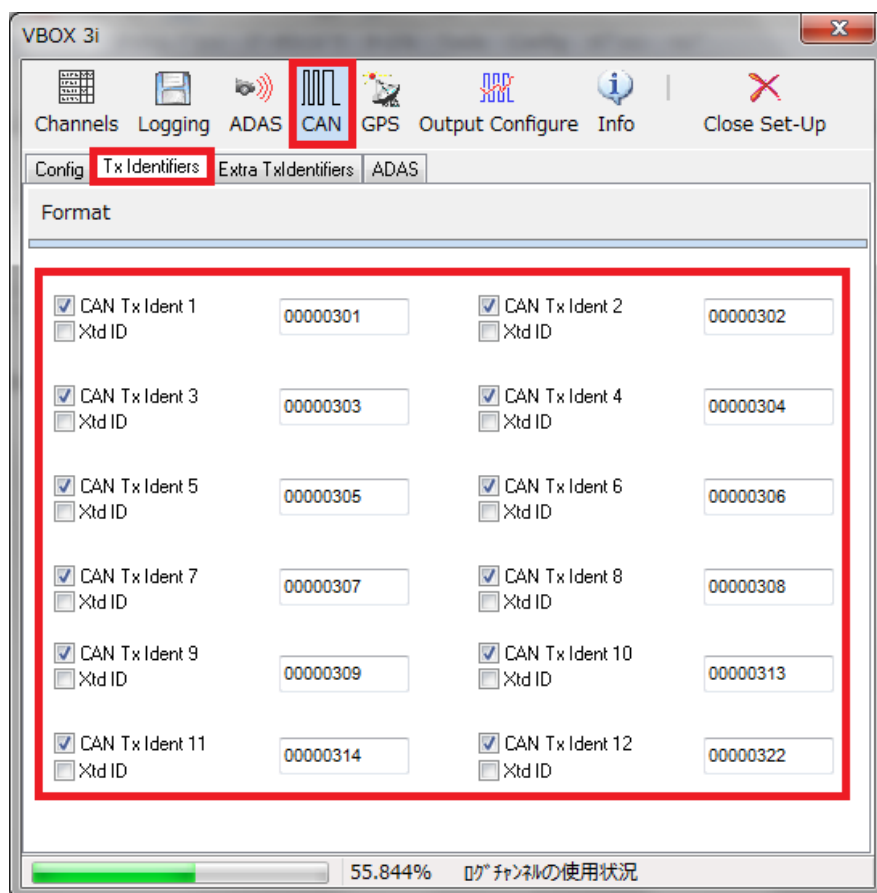 VBOX 3i
Channels Logging ADAS CAN GPS Output Configure Info Close Set-Up
Config Tx Identifiers Extra TxIdentifiers ADAS
Format
CAN Tx Ident 1 00000301 CAN Tx Ident 2 00000302
Xtd ID Xtd ID
CAN Tx Ident 3 00000303 CAN Tx Ident 4 00000304
Xtd ID Xtd ID
CAN Tx Ident 5 00000305 CAN Tx Ident 6 00000306
Xtd ID Xtd ID
CAN Tx Ident 7 00000307 CAN Tx Ident 8 00000308
Xtd ID Xtd ID
CAN Tx Ident 9 00000309 CAN Tx Ident 10 00000313
Xtd ID Xtd ID
CAN Tx Ident 11 00000314 CAN Tx Ident 12 00000322
Xtd ID Xtd ID
55.844% ﾛｸﾞﾁｬﾝﾈﾙの使用状況